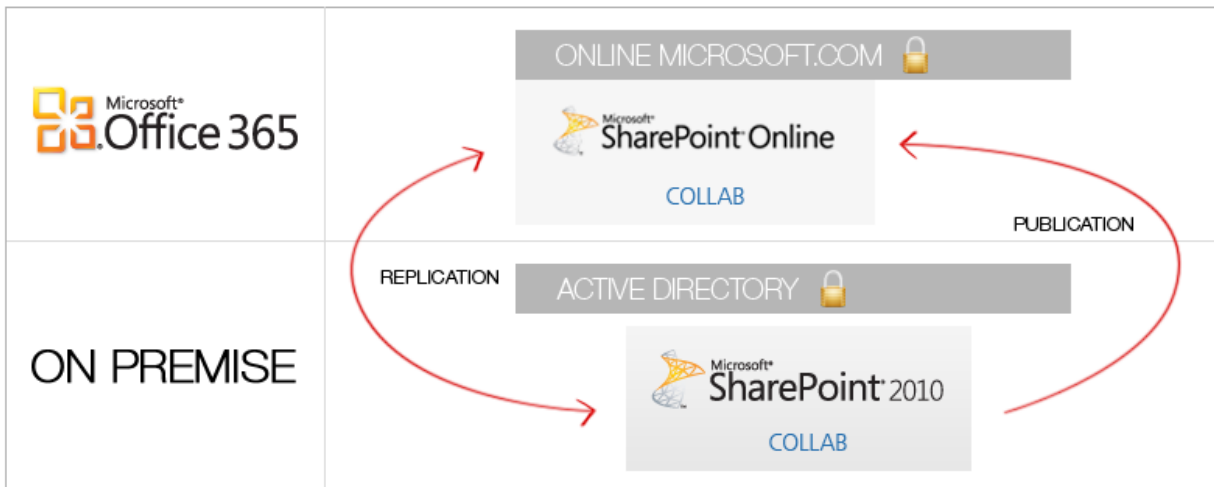 ONLINE MICROSOFT.COM
Microsoft®
Office 365
Microsoft®
SharePoint® Online
COLLAB
PUBLICATION
REPLICATION
ACTIVE DIRECTORY
ON PREMISE
Microsoft®
SharePoint® 2010
COLLAB